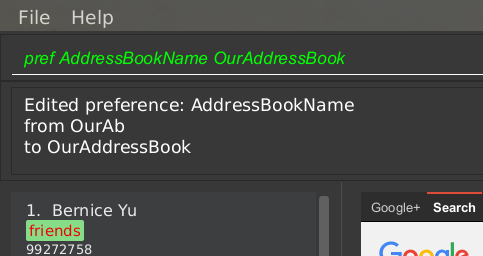 File Help
pref AddressBookName OurAddressBook
Edited preference: AddressBookName
from OurAb
to OurAddressBook
1. Bernice Yu
friends
99272758
Google+ Search
Google